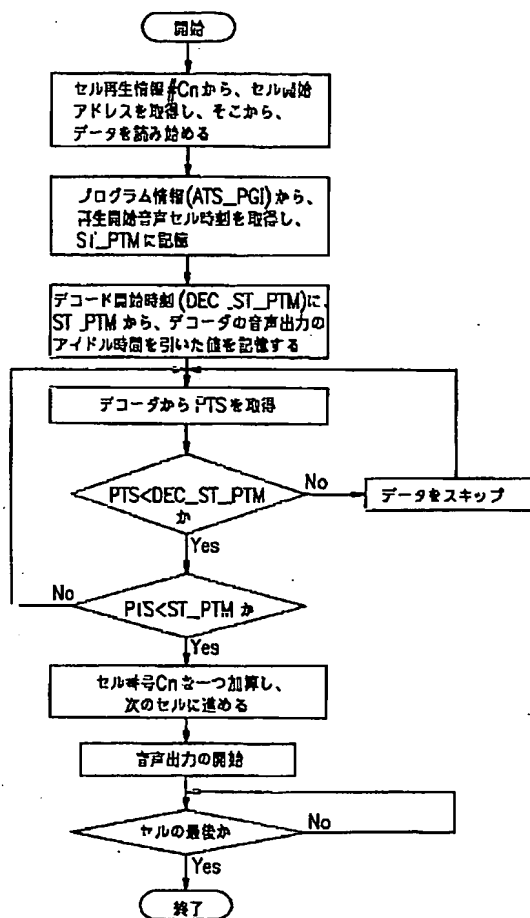 開始
セル再生情報#Cnから、セル開始
アドレスを取得し、そこから、
データを読み始める
プログラム情報(ATS_PGI)から、
再生開始音声セル時刻を取得し、
ST_PTMに記憶
デコード開始時刻(DEC_ST_PTM)に、
ST_PTMから、デコーダの音声出力の
アイドル時間を引いた値を記憶する
デコーダからPTSを取得
PTS<DEC_ST_PTM
か
No
データをスキップ
Yes
No
PTS<ST_PTMか
Yes
セル番号Cnを一つ加算し、
次のセルに進める
音声出力の開始
セルの最後か
No
Yes
終了